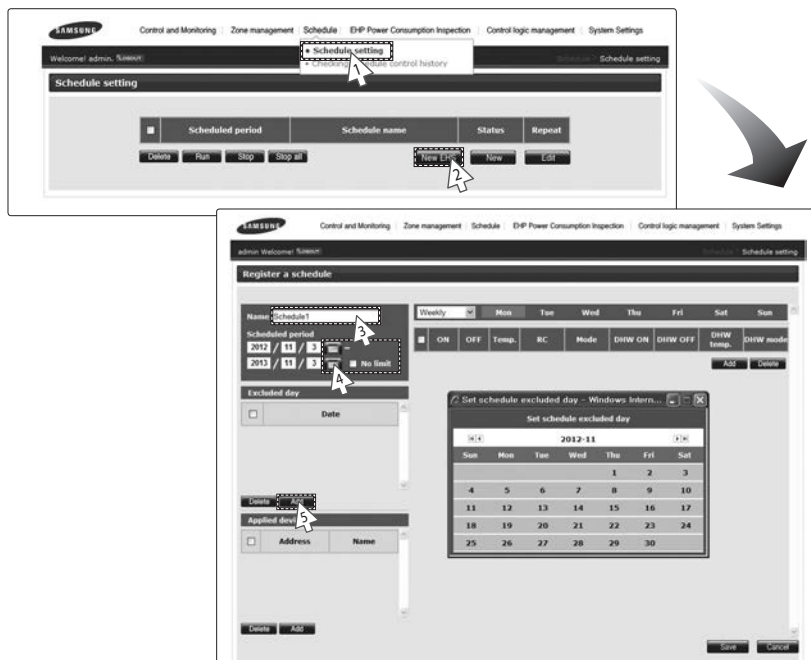 SAMSUNG Control and Monitoring Zone management Schedule EHP Power Consumption Inspection Control logic management System Settings
• Schedule setting
Welcome! admin. Schedule setting
• Checking schedule control history
1
Schedule setting
Scheduled period Schedule name Status Repeat
Delete Run Stop Stop all New EHS New Edit
2
SAMSUNG Control and Monitoring Zone management Schedule EHP Power Consumption Inspection Control logic management System Settings
admin Welcome! Schedule setting
Register a schedule
Name Schedule1
3
Weekly Mon Tue Wed Thu Fri Sat Sun
Scheduled period
2012 / 11 / 3 ~
2013 / 11 / 3 No limit
4
ON OFF Temp. RC Mode DHW ON DHW OFF DHW temp. DHW mode
Add Delete
Excluded day
Date
Delete Add
5
Set schedule excluded day - Windows Intern...
Set schedule excluded day
2012-11
Sun Mon Tue Wed Thu Fri Sat
1 2 3
4 5 6 7 8 9 10
11 12 13 14 15 16 17
18 19 20 21 22 23 24
25 26 27 28 29 30
Applied
Address Name
Delete Add
Save Cancel